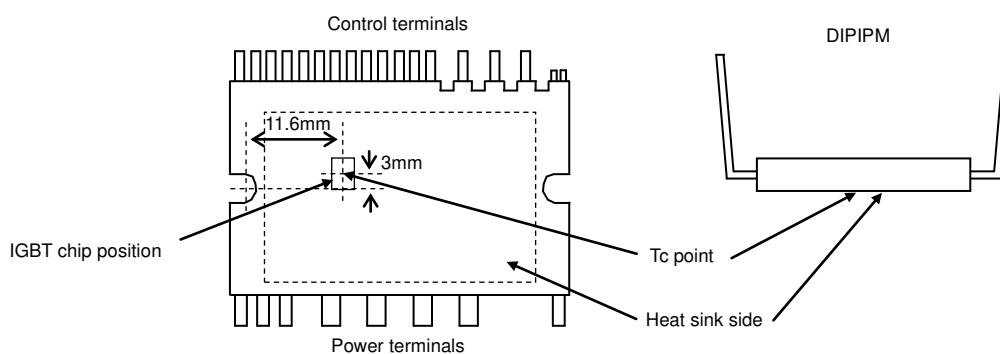 Control terminals
DIPIPM
11.6mm
3mm
IGBT chip position
Tc point
Heat sink side
Power terminals